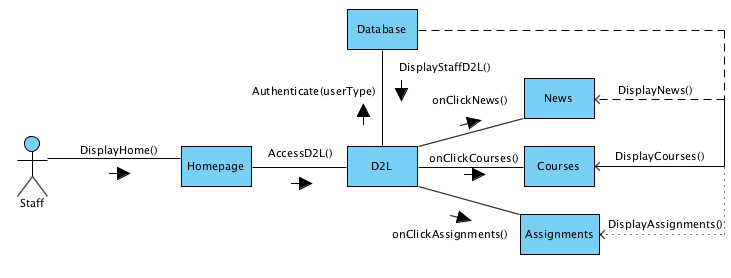 Database
DisplayStaffD2L()
Authenticate(userType)
onClickNews()
News
DisplayNews()
DisplayHome()
Homepage
AccessD2L()
D2L
onClickCourses()
Courses
DisplayCourses()
Staff
onClickAssignments()
Assignments
DisplayAssignments()